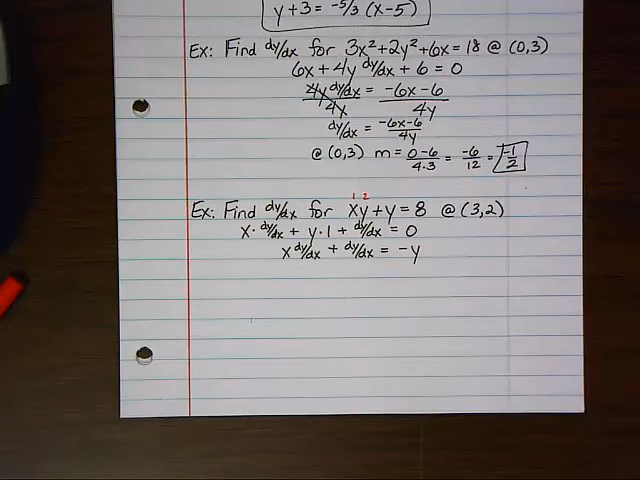 y + 3 = -5/3 (x - 5)
Ex: Find dy/dx for 3x² + 2y² + 6x = 18 @ (0,3)
6x + 4y dy/dx + 6 = 0
4y dy/dx = -6x - 6
4y 4y
dy/dx = -6x-6/4y
@ (0,3) m = 0-6/4·3 = -6/12 = -1/2
1 2
Ex: Find dy/dx for xy + y = 8 @ (3,2)
x · dy/dx + y · 1 + dy/dx = 0
x dy/dx + dy/dx = -y